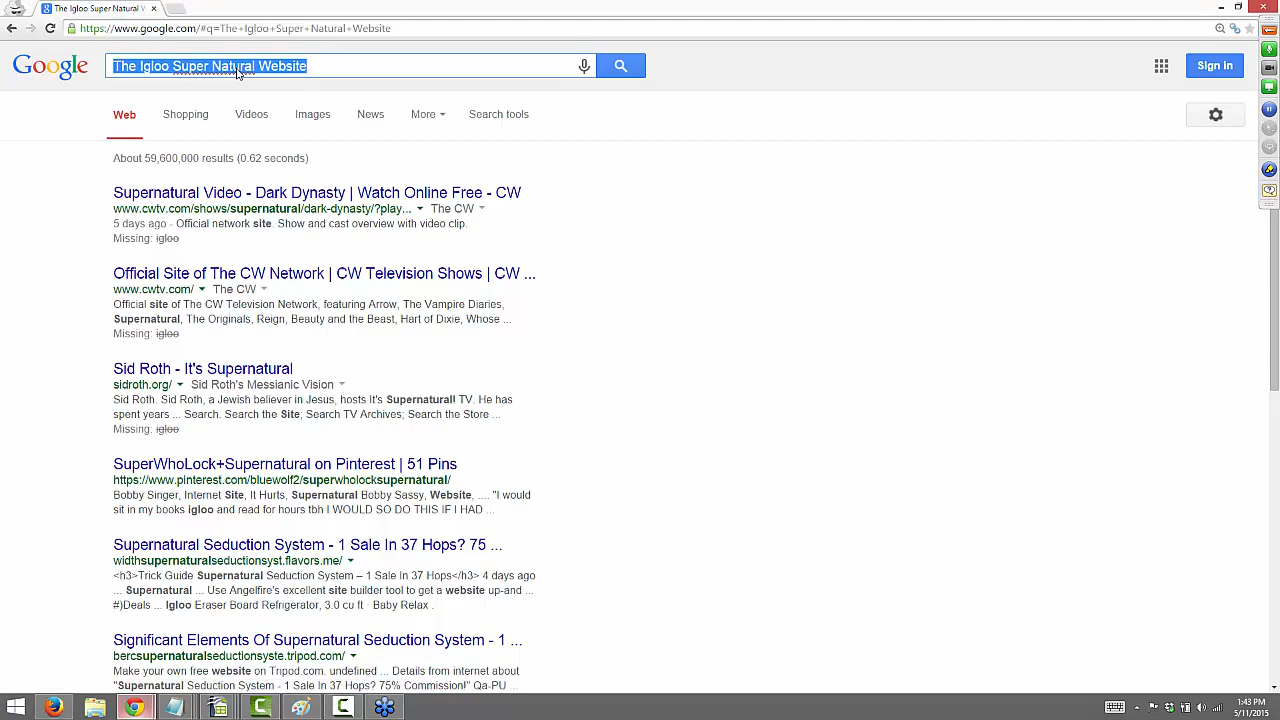 The Igloo Super Natural W
https://www.google.com/#q=The+Igloo+Super+Natural+Website
Google
The Igloo Super Natural Website
Sign in
Web Shopping Videos Images News More Search tools
About 59,600,000 results (0.62 seconds)
Supernatural Video - Dark Dynasty | Watch Online Free - CW
www.cwtv.com/shows/supernatural/dark-dynasty/?play... The CW
5 days ago - Official network site. Show and cast overview with video clip.
Missing: igloo
Official Site of The CW Network | CW Television Shows | CW ...
www.cwtv.com/ The CW
Official site of The CW Television Network, featuring Arrow, The Vampire Diaries,
Supernatural, The Originals, Reign, Beauty and the Beast, Hart of Dixie, Whose ...
Missing: igloo
Sid Roth - It's Supernatural
sidroth.org/ Sid Roth's Messianic Vision
Sid Roth. Sid Roth, a Jewish believer in Jesus, hosts It's Supernatural! TV. He has
spent years ... Search. Search the Site; Search TV Archives; Search the Store ...
Missing: igloo
SuperWhoLock+Supernatural on Pinterest | 51 Pins
https://www.pinterest.com/bluewolf2/superwholocksupernatural/
Bobby Singer, Internet Site, It Hurts, Supernatural Bobby Sassy, Website, .... "I would
sit in my books Igloo and read for hours tbh I WOULD SO DO THIS IF I HAD ...
Supernatural Seduction System - 1 Sale In 37 Hops? 75 ...
widthsupernaturalseductionsyst.flavors.me/
<h3>Trick Guide Supernatural Seduction System – 1 Sale In 37 Hops</h3> 4 days ago
... Supernatural ... Use Angelfire's excellent site builder tool to get a website up-and ...
#)Deals ... Igloo Eraser Board Refrigerator, 3.0 cu ft · Baby Relax .
Significant Elements Of Supernatural Seduction System - 1 ...
bercsupernaturalseductionsyste.tripod.com/
Make your own free website on Tripod.com. undefined ... Details from internet about
"Supernatural Seduction System - 1 Sale In 37 Hops? 75% Commission!" Qa-PU ...
1:43 PM
5/11/2015